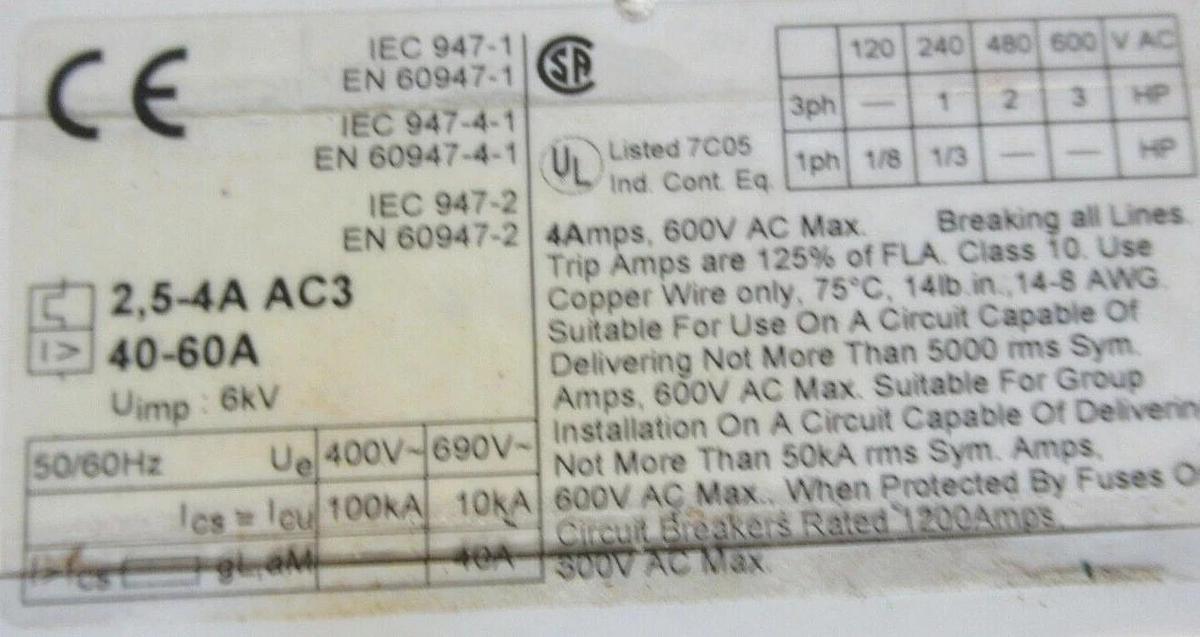 CE
IEC 947-1
EN 60947-1
IEC 947-4-1
EN 60947-4-1
IEC 947-2
EN 60947-2
2,5-4A AC3
I>
40-60A
Uimp : 6kV
50/60Hz Ue 400V~ 690V~
Ics = Icu 100kA 10kA
I>Ics gL,aM 40A
SA
UL
Listed 7C05
Ind. Cont. Eq.
120 240 480 600 V AC
3ph — 1 2 3 HP
1ph 1/8 1/3 — — HP
4Amps, 600V AC Max. Breaking all Lines.
Trip Amps are 125% of FLA. Class 10. Use
Copper Wire only, 75°C, 14lb.in.,14-8 AWG.
Suitable For Use On A Circuit Capable Of
Delivering Not More Than 5000 rms Sym.
Amps, 600V AC Max. Suitable For Group
Installation On A Circuit Capable Of Deliverin
Not More Than 50kA rms Sym. Amps,
600V AC Max., When Protected By Fuses O
Circuit Breakers Rated 1200Amps.
300V AC Max.